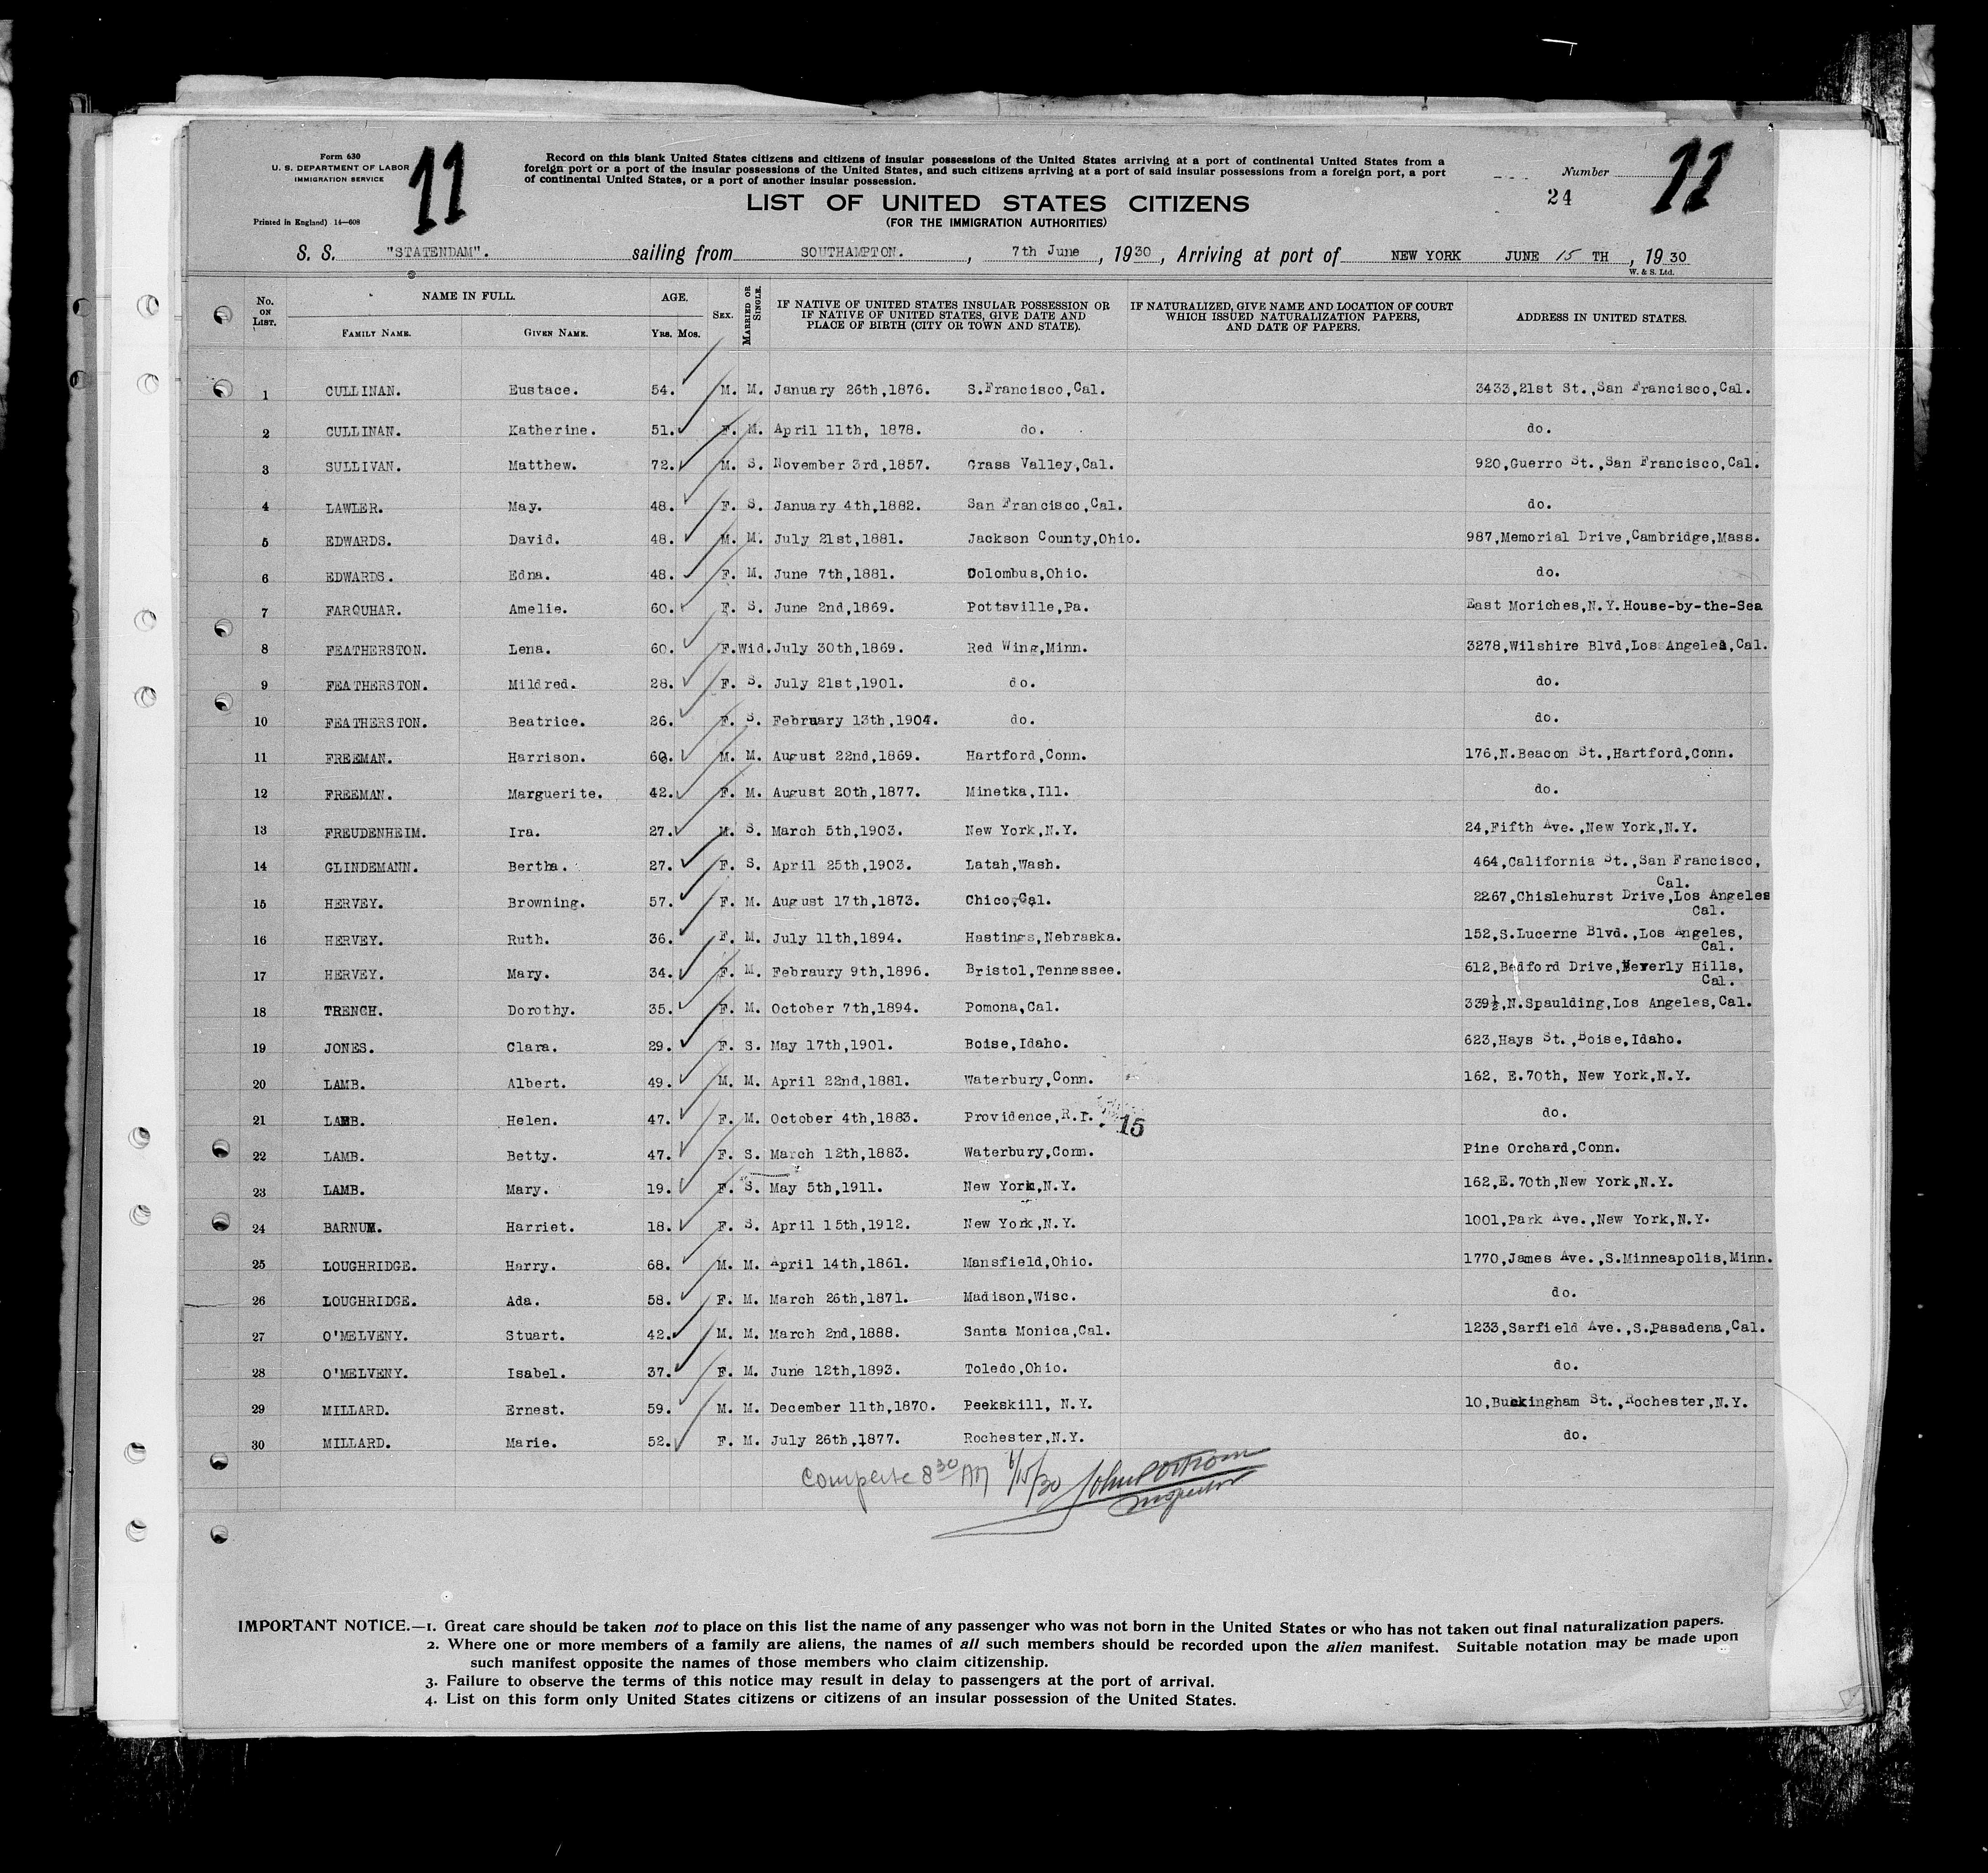 Form 630
U. S. DEPARTMENT OF LABOR
IMMIGRATION SERVICE
Printed in England) 14—608
11
Record on this blank United States citizens and citizens of insular possessions of the United States arriving at a port of continental United States from a
foreign port or a port of the insular possessions of the United States, and such citizens arriving at a port of said insular possessions from a foreign port, a port
of continental United States, or a port of another insular possession.
Number
24
11
LIST OF UNITED STATES CITIZENS
(FOR THE IMMIGRATION AUTHORITIES)
S. S. "STATENDAM". sailing from SOUTHAMPTON. , 7th June , 1930 , Arriving at port of NEW YORK JUNE 15 TH , 1930
W. & S. Ltd.
No. ON LIST. NAME IN FULL. FAMILY NAME. GIVEN NAME. AGE. YRS. MOS. SEX. MARRIED OR SINGLE. IF NATIVE OF UNITED STATES INSULAR POSSESSION OR IF NATIVE OF UNITED STATES, GIVE DATE AND PLACE OF BIRTH (CITY OR TOWN AND STATE). IF NATURALIZED, GIVE NAME AND LOCATION OF COURT WHICH ISSUED NATURALIZATION PAPERS, AND DATE OF PAPERS. ADDRESS IN UNITED STATES.
1 CULLINAN. Eustace. 54. M. M. January 26th,1876. S.Francisco,Cal. 3433,21st St.,San Francisco,Cal.
2 CULLINAN. Katherine. 51. F. M. April 11th, 1878. do. do.
3 SULLIVAN. Matthew. 72. M. S. November 3rd,1857. Grass Valley,Cal. 920,Guerro St.,San Francisco,Cal.
4 LAWLER. May. 48. F. S. January 4th,1882. San Francisco,Cal. do.
5 EDWARDS. David. 48. M. M. July 21st,1881. Jackson County,Ohio. 987,Memorial Drive,Cambridge,Mass.
6 EDWARDS. Edna. 48. F. M. June 7th,1881. Colombus,Ohio. do.
7 FARQUHAR. Amelie. 60. F. S. June 2nd,1869. Pottsville,Pa. East Moriches,N.Y.House-by-the-Sea
8 FEATHERSTON. Lena. 60. F. Wid. July 30th,1869. Red Wing,Minn. 3278,Wilshire Blvd,Los Angeles,Cal.
9 FEATHERSTON. Mildred. 28. F. S. July 21st,1901. do. do.
10 FEATHERSTON. Beatrice. 26. F. S. February 13th,1904. do. do.
11 FREEMAN. Harrison. 60. M. M. August 22nd,1869. Hartford,Conn. 176,N.Beacon St.,Hartford,Conn.
12 FREEMAN. Marguerite. 42. F. M. August 20th,1877. Minetka,Ill. do.
13 FREUDENHEIM. Ira. 27. M. S. March 5th,1903. New York,N.Y. 24,Fifth Ave.,New York,N.Y.
14 GLINDEMANN. Bertha. 27. F. S. April 25th,1903. Latah,Wash. 464,California St.,San Francisco,
Cal.
15 HERVEY. Browning. 57. F. M. August 17th,1873. Chico,Cal. 2267,Chislehurst Drive,Los Angeles
Cal.
16 HERVEY. Ruth. 36. F. M. July 11th,1894. Hastings,Nebraska. 152,S.Lucerne Blvd.,Los Angeles,
Cal.
17 HERVEY. Mary. 34. F. M. Febraury 9th,1896. Bristol,Tennessee. 612,Bedford Drive,Beverly Hills,
Cal.
18 TRENCH. Dorothy. 35. F. M. October 7th,1894. Pomona,Cal. 339½,N.Spaulding,Los Angeles,Cal.
19 JONES. Clara. 29. F. S. May 17th,1901. Boise,Idaho. 623,Hays St.,Boise,Idaho.
20 LAMB. Albert. 49. M. M. April 22nd,1881. Waterbury,Conn. 162, E.70th, New York,N.Y.
21 LAMB. Helen. 47. F. M. October 4th,1883. Providence,R.I. 15 do.
22 LAMB. Betty. 47. F. S. March 12th,1883. Waterbury,Conn. Pine Orchard,Conn.
23 LAMB. Mary. 19. F. S. May 5th,1911. New York,N.Y. 162,E.70th,New York,N.Y.
24 BARNUM. Harriet. 18. F. S. April 15th,1912. New York,N.Y. 1001,Park Ave.,New York,N.Y.
25 LOUGHRIDGE. Harry. 68. M. M. April 14th,1861. Mansfield,Ohio. 1770,James Ave.,S.Minneapolis,Minn.
26 LOUGHRIDGE. Ada. 58. F. M. March 26th,1871. Madison,Wisc. do.
27 O'MELVENY. Stuart. 42. M. M. March 2nd,1888. Santa Monica,Cal. 1233,Sarfield Ave.,S.Pasadena,Cal.
28 O'MELVENY. Isabel. 37. F. M. June 12th,1893. Toledo,Ohio. do.
29 MILLARD. Ernest. 59. M. M. December 11th,1870. Peekskill, N.Y. 10,Buckingham St.,Rochester,N.Y.
30 MILLARD. Marie. 52. F. M. July 26th,1877. Rochester,N.Y. do.
Complete 8 30 AM 6/15/30 John
Inspector
IMPORTANT NOTICE.—1. Great care should be taken not to place on this list the name of any passenger who was not born in the United States or who has not taken out final naturalization papers.
2. Where one or more members of a family are aliens, the names of all such members should be recorded upon the alien manifest. Suitable notation may be made upon
such manifest opposite the names of those members who claim citizenship.
3. Failure to observe the terms of this notice may result in delay to passengers at the port of arrival.
4. List on this form only United States citizens or citizens of an insular possession of the United States.